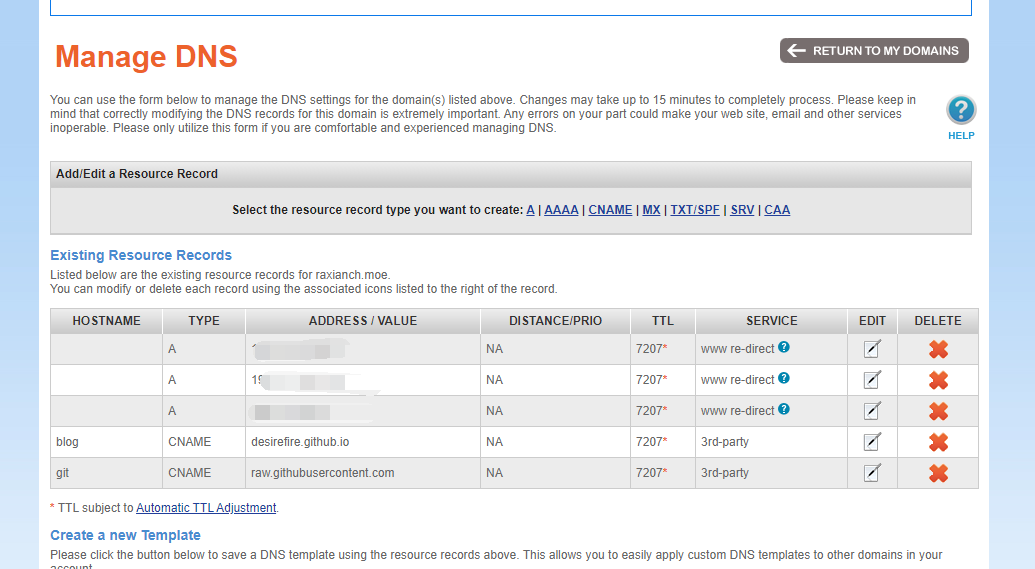 Manage DNS
RETURN TO MY DOMAINS
You can use the form below to manage the DNS settings for the domain(s) listed above. Changes may take up to 15 minutes to completely process. Please keep in
mind that correctly modifying the DNS records for this domain is extremely important. Any errors on your part could make your web site, email and other services
inoperable. Please only utilize this form if you are comfortable and experienced managing DNS.
?
HELP
Add/Edit a Resource Record
Select the resource record type you want to create: A | AAAA | CNAME | MX | TXT/SPF | SRV | CAA
Existing Resource Records
Listed below are the existing resource records for raxianch.moe.
You can modify or delete each record using the associated icons listed to the right of the record.
HOSTNAME TYPE ADDRESS / VALUE DISTANCE/PRIO TTL SERVICE EDIT DELETE
A NA 7207* www re-direct ?
A NA 7207* www re-direct ?
A NA 7207* www re-direct ?
blog CNAME desirefire.github.io NA 7207* 3rd-party
git CNAME raw.githubusercontent.com NA 7207* 3rd-party
* TTL subject to Automatic TTL Adjustment.
Create a new Template
Please click the button below to save a DNS template using the resource records above. This allows you to easily apply custom DNS templates to other domains in your
account.